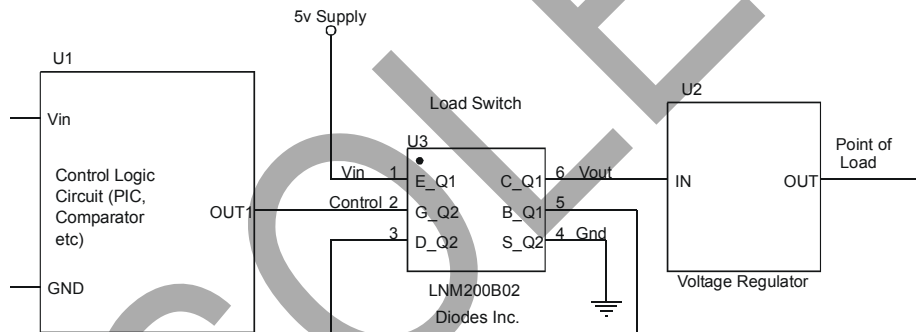 5v Supply
U1
U2
Load Switch
U3
Vin
Control Logic
Circuit (PIC,
Comparator
etc)
OUT1
GND
Vin 1 E_Q1
Control 2 G_Q2
3 D_Q2
C_Q1 6 Vout
B_Q1 5
S_Q2 4 Gnd
LNM200B02
Diodes Inc.
IN
OUT
Point of
Load
Voltage Regulator